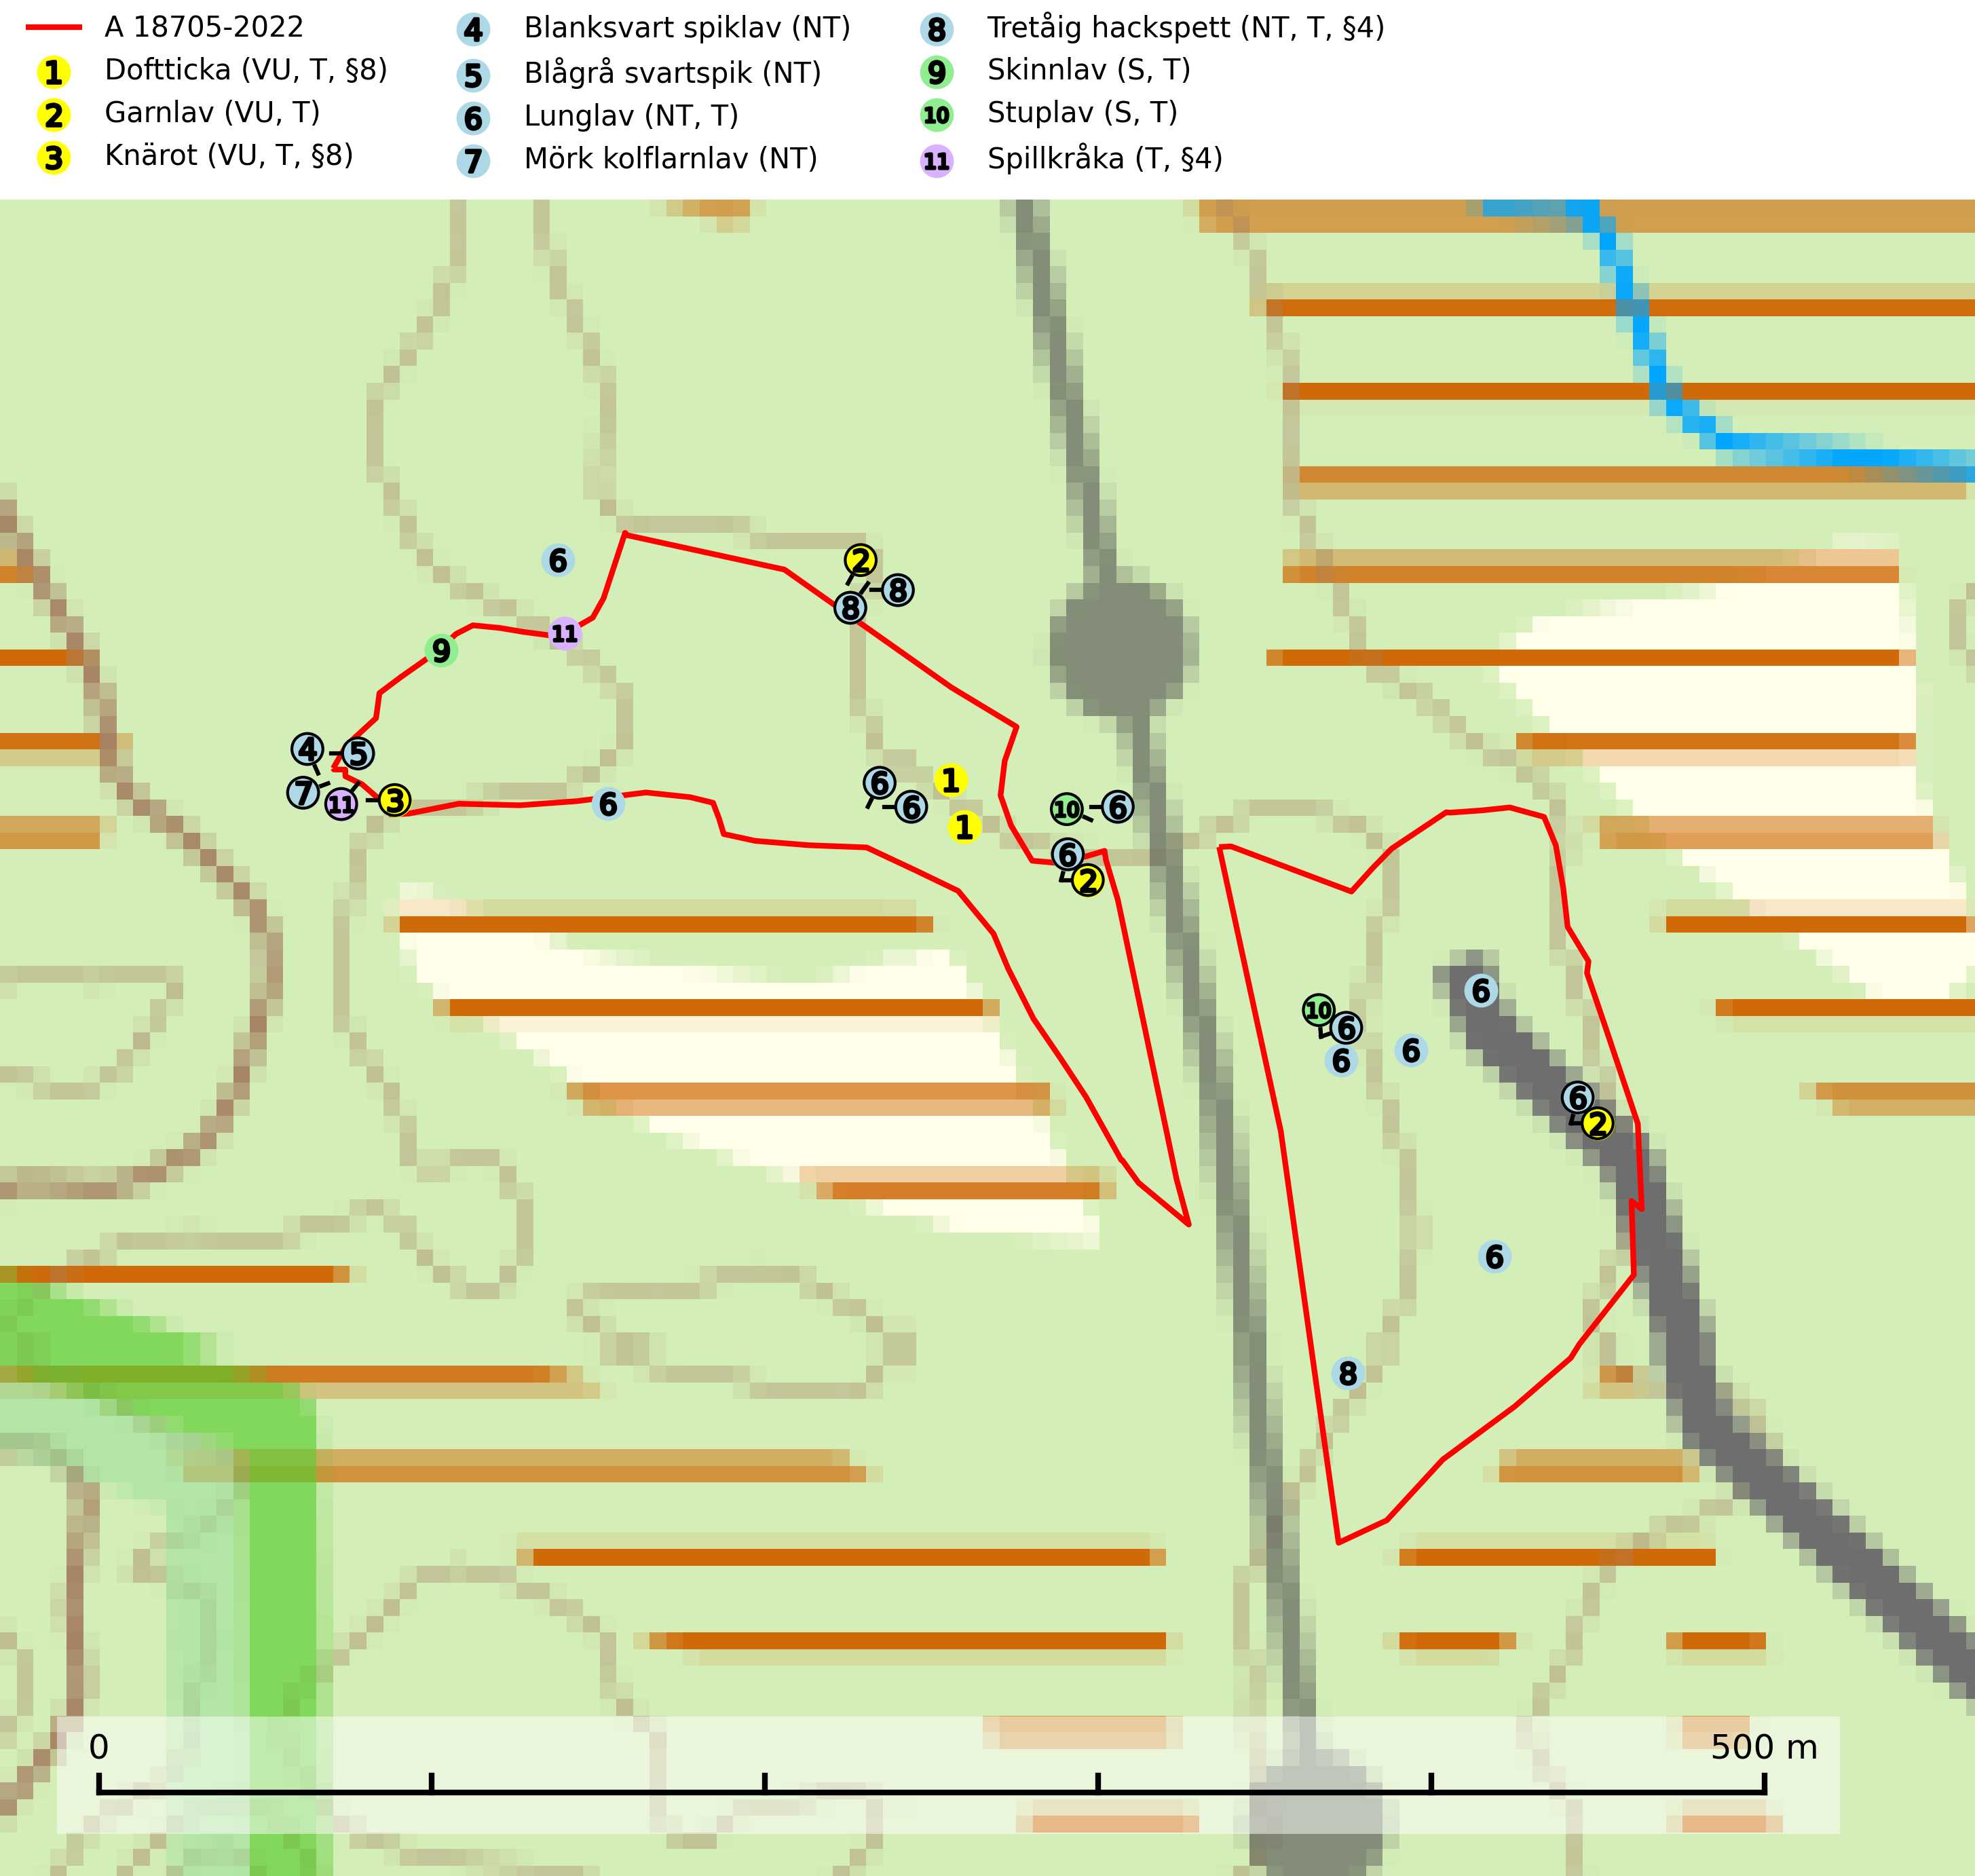 A 18705-2022
1 Doftticka (VU, T, §8)
2 Garnlav (VU, T)
3 Knärot (VU, T, §8)
4 Blanksvart spiklav (NT)
5 Blågrå svartspik (NT)
6 Lunglav (NT, T)
7 Mörk kolflarnlav (NT)
8 Tretåig hackspett (NT, T, §4)
9 Skinnlav (S, T)
10 Stuplav (S, T)
11 Spillkråka (T, §4)
6
2
8
8
11
9
4
5
7
11
3
6
6
6
1
1
10
6
6
2
6
10
6
6
6
6
2
6
8
0
500 m